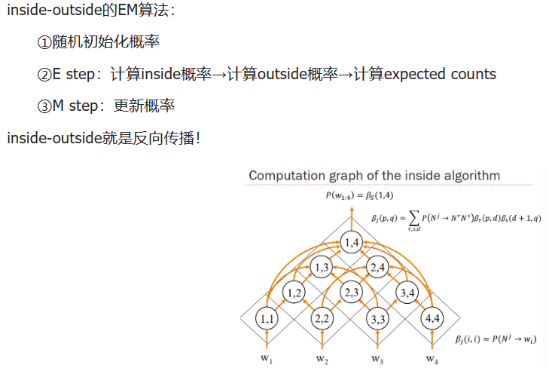 inside-outside的EM算法：
①随机初始化概率
②E step：计算inside概率→计算outside概率→计算expected counts
③M step：更新概率
inside-outside就是反向传播！
Computation graph of the inside algorithm
P(w₁:₄) = βₛ(1,4)
βⱼ(p,q) = ∑ P(Nʲ → NʳNˢ)βᵣ(p,d)βₛ(d + 1,q)
r,s,d
1,4
1,3 2,4
1,2 2,3 3,4
1,1 2,2 3,3 4,4
βⱼ(i,i) = P(Nʲ → wᵢ)
w₁ w₂ w₃ w₄